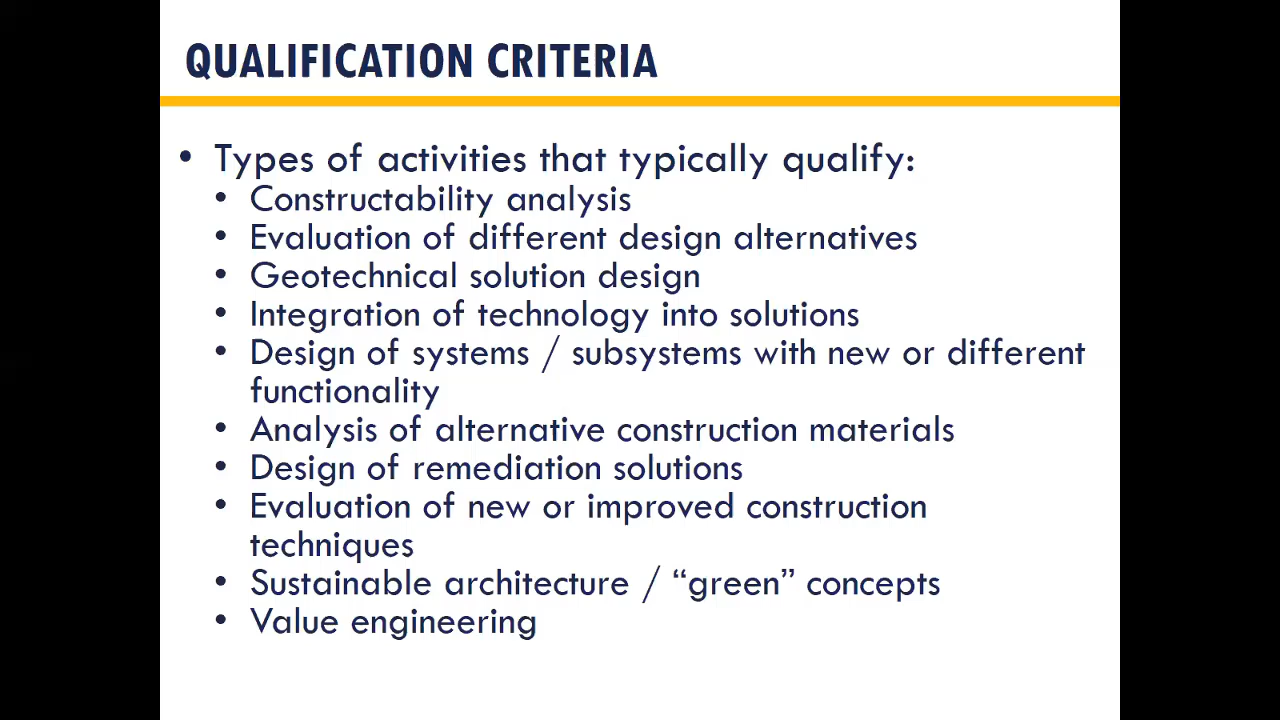 QUALIFICATION CRITERIA
• Types of activities that typically qualify:
• Constructability analysis
• Evaluation of different design alternatives
• Geotechnical solution design
• Integration of technology into solutions
• Design of systems / subsystems with new or different
functionality
• Analysis of alternative construction materials
• Design of remediation solutions
• Evaluation of new or improved construction
techniques
• Sustainable architecture / “green” concepts
• Value engineering